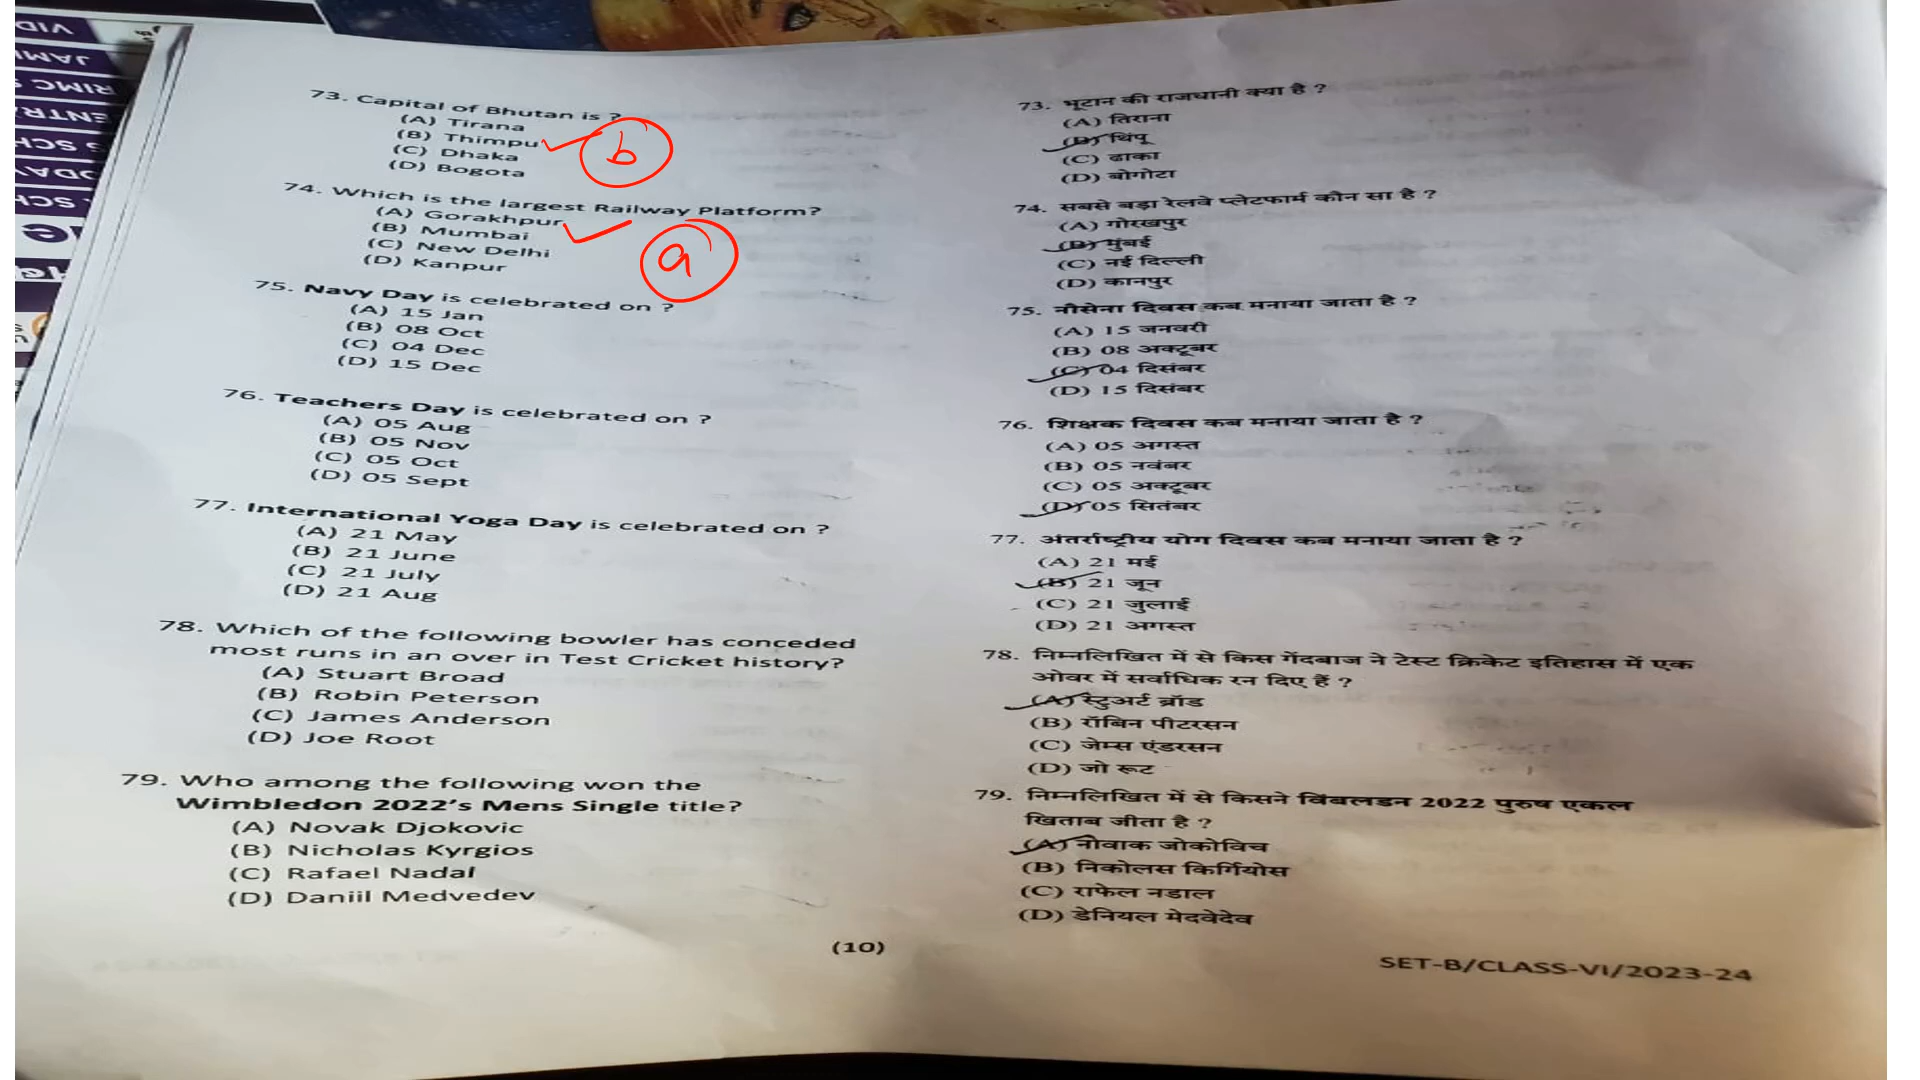 VID
73. Capital of Bhutan is ?
(A) Tirana
(B) Thimpu
(C) Dhaka
(D) Bogota
b
74. Which is the largest Railway Platform?
(A) Gorakhpur
(B) Mumbai
(C) New Delhi
(D) Kanpur
a
75. Navy Day is celebrated on ?
(A) 15 Jan
(B) 08 Oct
(C) 04 Dec
(D) 15 Dec
76. Teachers Day is celebrated on ?
(A) 05 Aug
(B) 05 Nov
(C) 05 Oct
(D) 05 Sept
77. International Yoga Day is celebrated on ?
(A) 21 May
(B) 21 June
(C) 21 July
(D) 21 Aug
78. Which of the following bowler has conceded
most runs in an over in Test Cricket history?
(A) Stuart Broad
(B) Robin Peterson
(C) James Anderson
(D) Joe Root
79. Who among the following won the
Wimbledon 2022's Mens Single title?
(A) Novak Djokovic
(B) Nicholas Kyrgios
(C) Rafael Nadal
(D) Daniil Medvedev
73. भूटान की राजधानी क्या है ?
(A) तिराना
(B) थिंपू
(C) ढाका
(D) बोगोटा
74. सबसे बड़ा रेलवे प्लेटफार्म कौन सा है ?
(A) गोरखपुर
(B) मुंबई
(C) नई दिल्ली
(D) कानपुर
75. नौसेना दिवस कब मनाया जाता है ?
(A) 15 जनवरी
(B) 08 अक्टूबर
(C) 04 दिसंबर
(D) 15 दिसंबर
76. शिक्षक दिवस कब मनाया जाता है ?
(A) 05 अगस्त
(B) 05 नवंबर
(C) 05 अक्टूबर
(D) 05 सितंबर
77. अंतर्राष्ट्रीय योग दिवस कब मनाया जाता है ?
(A) 21 मई
(B) 21 जून
(C) 21 जुलाई
(D) 21 अगस्त
78. निम्नलिखित में से किस गेंदबाज ने टेस्ट क्रिकेट इतिहास में एक
ओवर में सर्वाधिक रन दिए हैं ?
(A) स्टुअर्ट ब्रॉड
(B) रॉबिन पीटरसन
(C) जेम्स एंडरसन
(D) जो रूट
79. निम्नलिखित में से किसने विंबलडन 2022 पुरुष एकल
खिताब जीता है ?
(A) नोवाक जोकोविच
(B) निकोलस किर्गियोस
(C) राफेल नडाल
(D) डेनियल मेदवेदेव
(10)
SET-B/CLASS-VI/2023-24